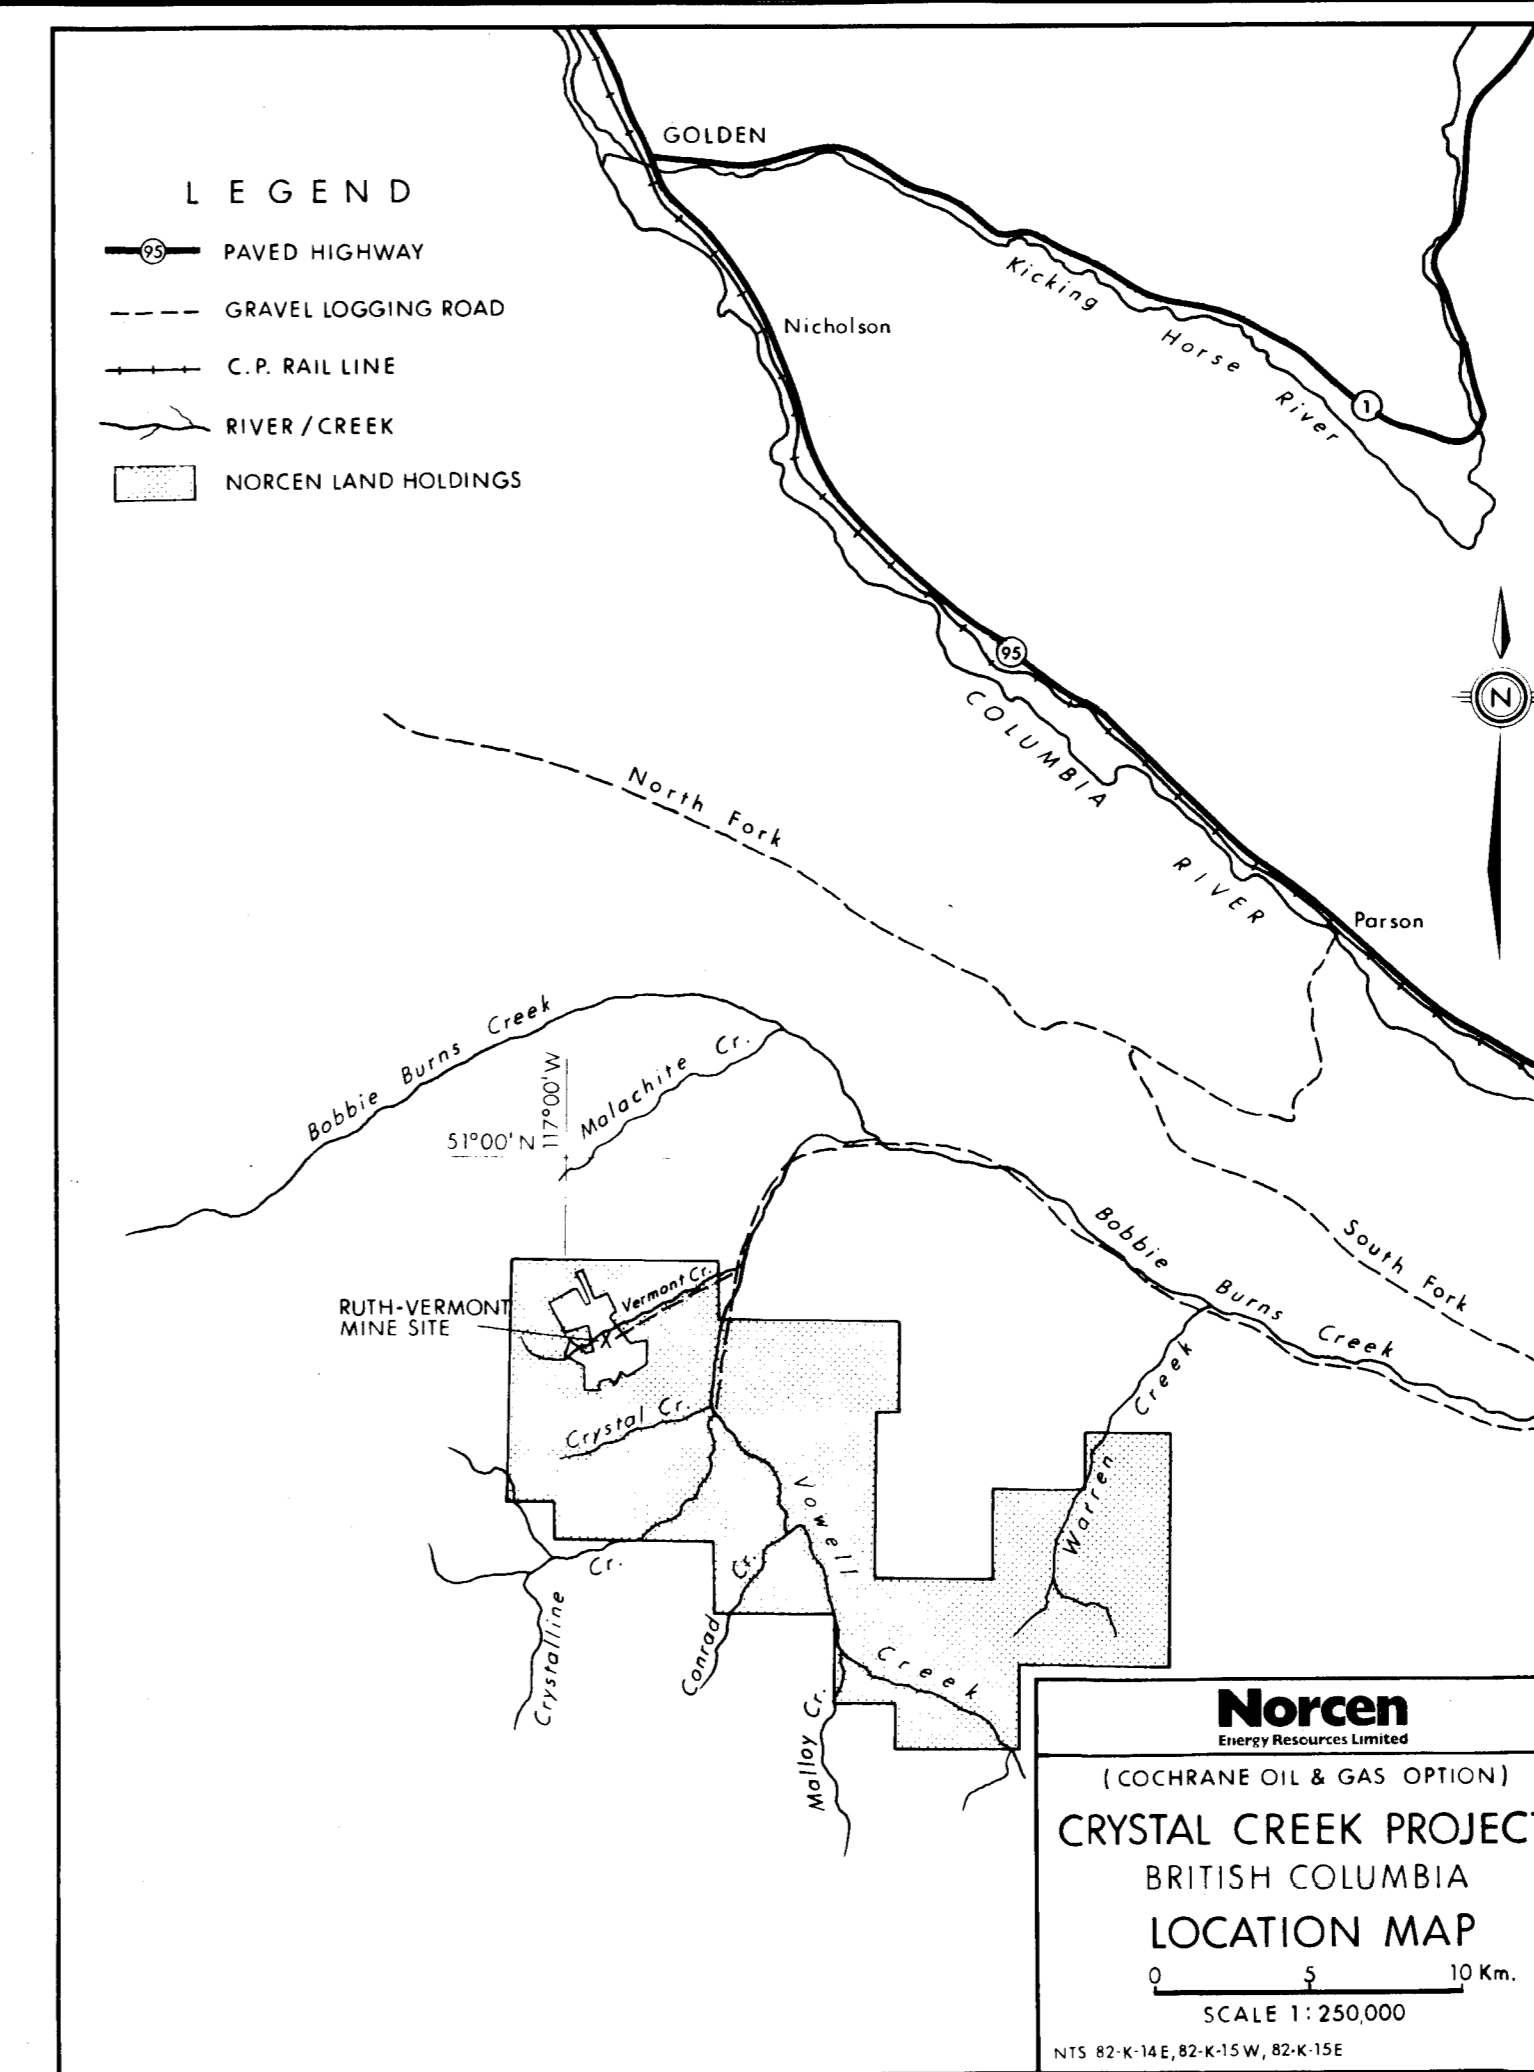 GOLDEN
LEGEND
95 PAVED HIGHWAY
GRAVEL LOGGING ROAD
C.P. RAIL LINE
RIVER / CREEK
NORCEN LAND HOLDINGS
Kicking Horse River
1
Nicholson
95
N
COLUMBIA RIVER
North Fork
Parson
Bobbie Burns Creek
Malachite Cr.
117°00'W
51°00'N
Bobbie Burns Creek
South Fork
RUTH-VERMONT
MINE SITE
X
Vermont Cr.
Crystal Cr.
Warren Creek
Vowell Creek
Crystalline Cr.
Conrad Cr.
Malloy Cr.
Norcen
Energy Resources Limited
(COCHRANE OIL & GAS OPTION)
CRYSTAL CREEK PROJEC
BRITISH COLUMBIA
LOCATION MAP
0 5 10 Km.
SCALE 1:250,000
NTS 82-K-14E, 82-K-15W, 82-K-15E